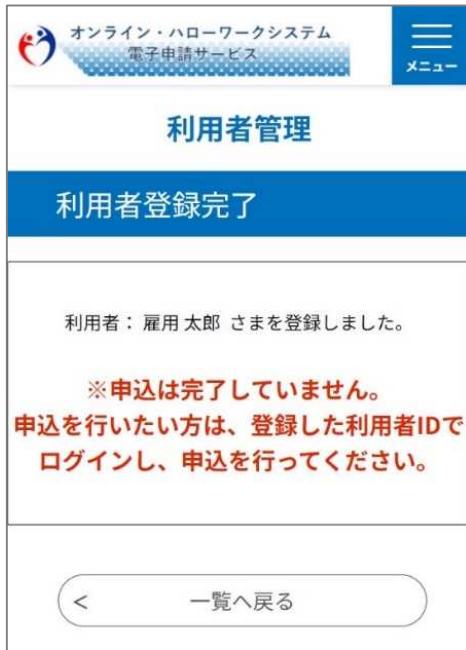 オンライン・ハローワークシステム
電子申請サービス
メニュー
利用者管理
利用者登録完了
利用者： 雇用 太郎 さまを登録しました。
※申込は完了していません。
申込を行いたい方は、登録した利用者IDで
ログインし、申込を行ってください。
< 一覧へ戻る